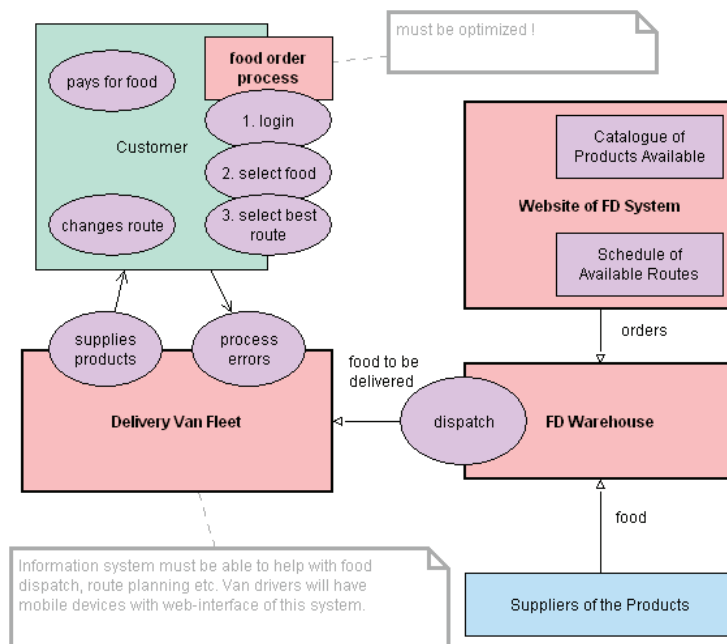 must be optimized !
food order
process
pays for food
1. login
Customer
2. select food
changes route
3. select best
route
Catalogue of
Products Available
Website of FD System
Schedule of
Available Routes
supplies
products
process
errors
orders
food to be
delivered
Delivery Van Fleet
dispatch
FD Warehouse
food
Information system must be able to help with food
dispatch, route planning etc. Van drivers will have
mobile devices with web-interface of this system.
Suppliers of the Products